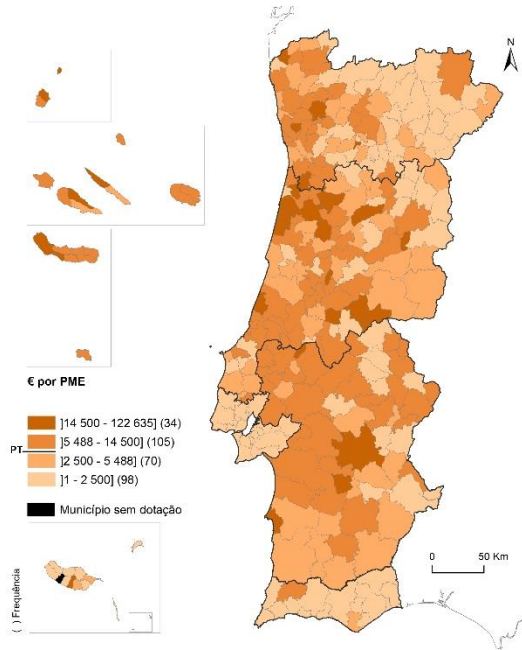 N
€ por PME
]14 500 - 122 635] (34)
]5 488 - 14 500] (105)
PT
]2 500 - 5 488] (70)
]1 - 2 500] (98)
Município sem dotação
( ) Frequência
0 50 Km